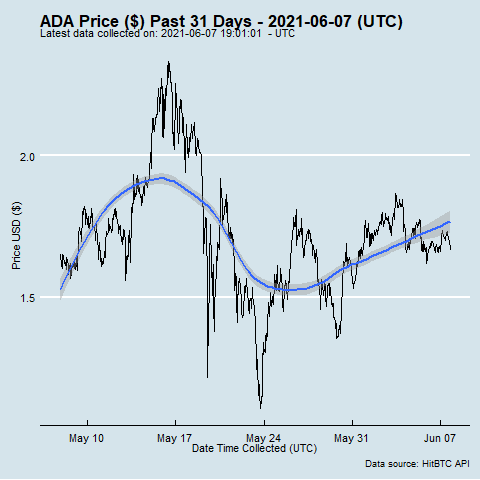 ADA Price ($) Past 31 Days - 2021-06-07 (UTC)
Latest data collected on: 2021-06-07 19:01:01 - UTC
2.0
Price USD ($)
1.5
May 10 May 17 May 24 May 31 Jun 07
Date Time Collected (UTC)
Data source: HitBTC API